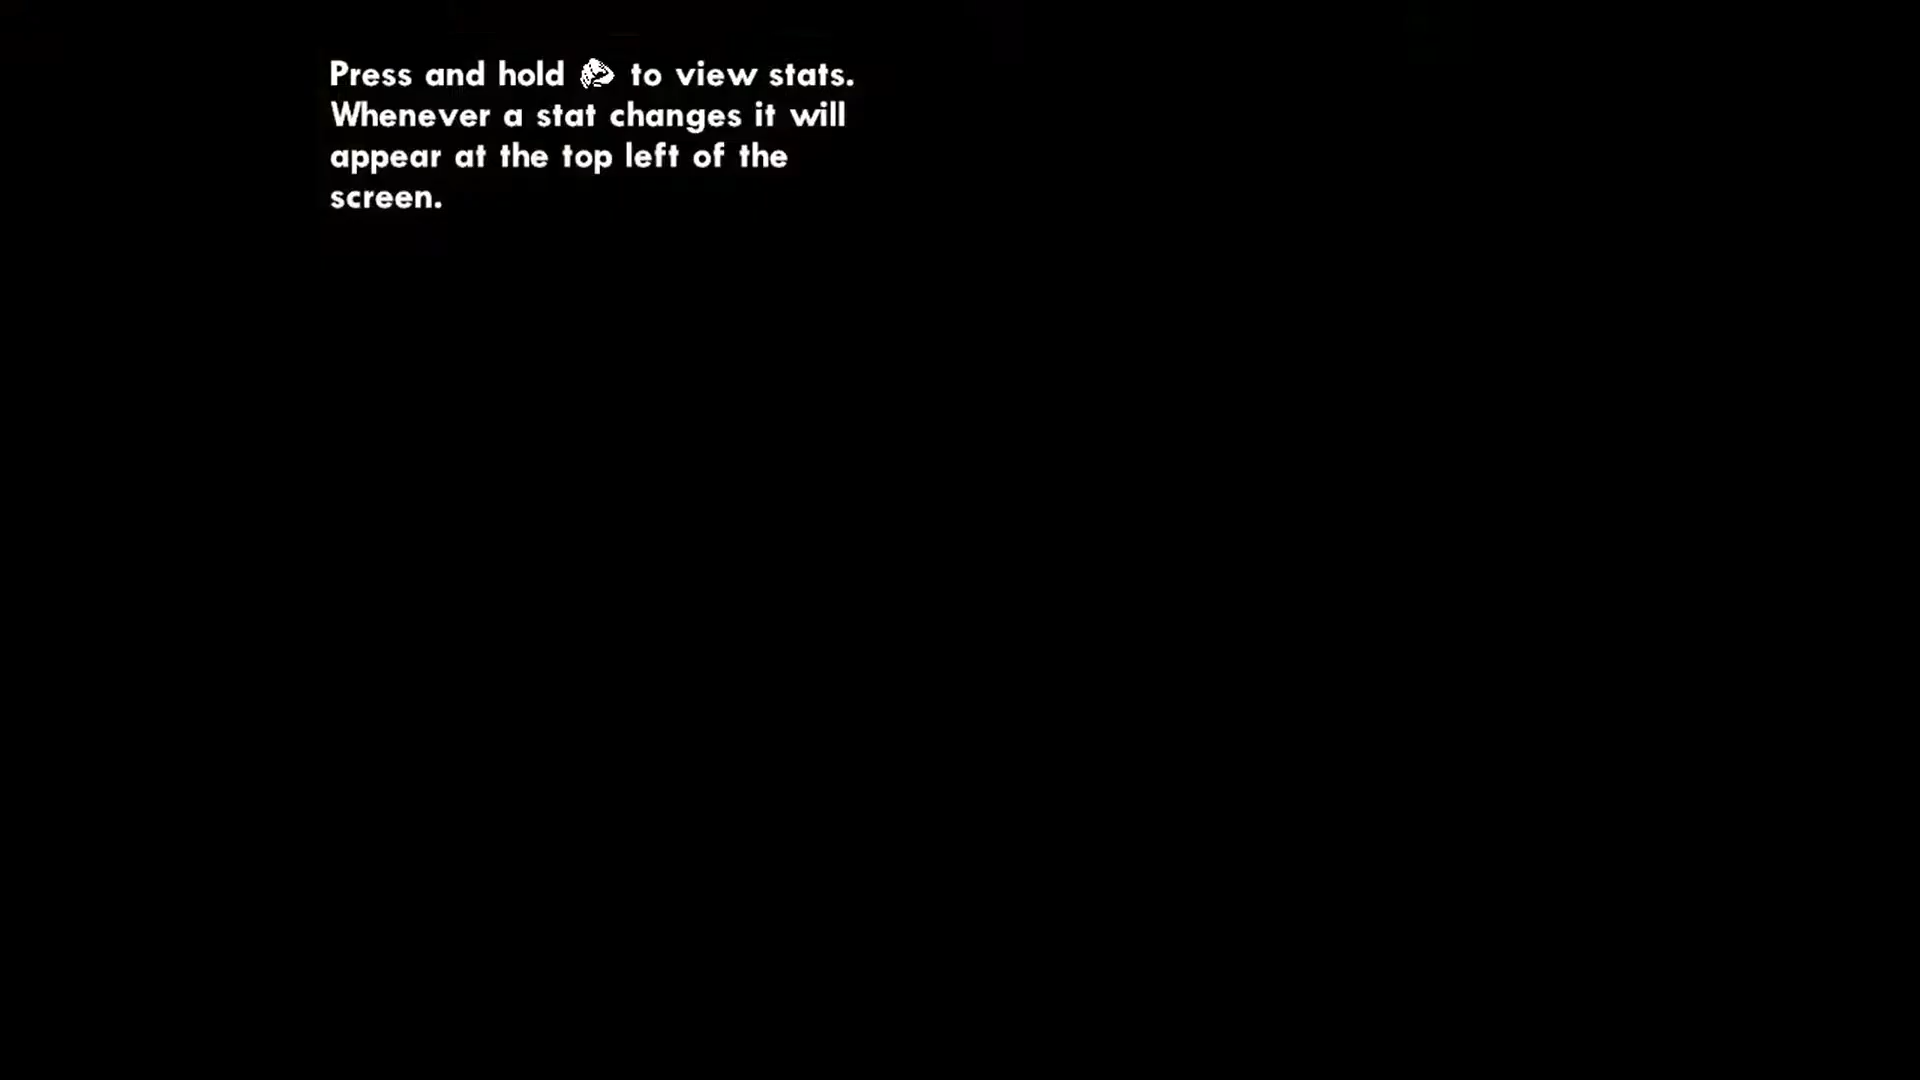 Press and hold to view stats.
Whenever a stat changes it will
appear at the top left of the
screen.